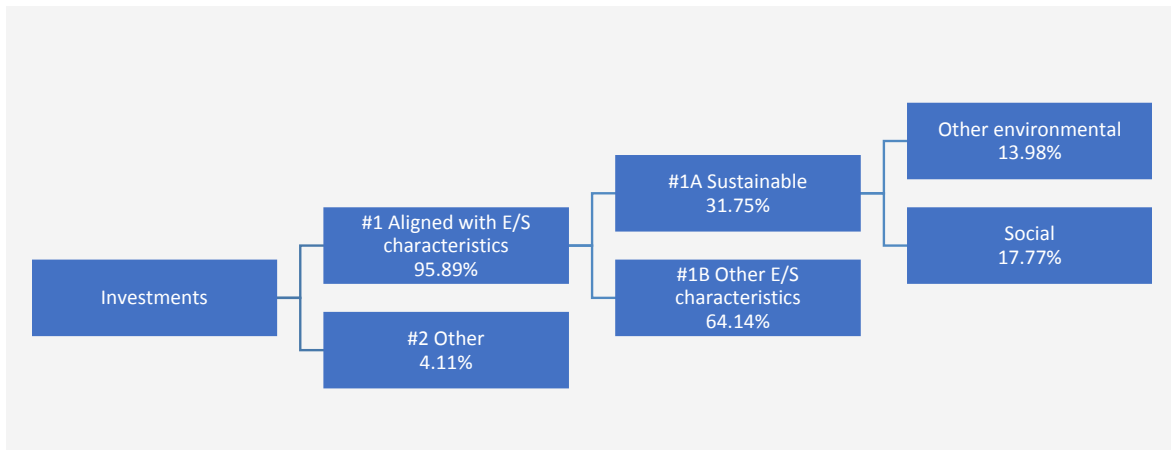 Investments
#1 Aligned with E/S
characteristics
95.89%
#2 Other
4.11%
#1A Sustainable
31.75%
#1B Other E/S
characteristics
64.14%
Other environmental
13.98%
Social
17.77%